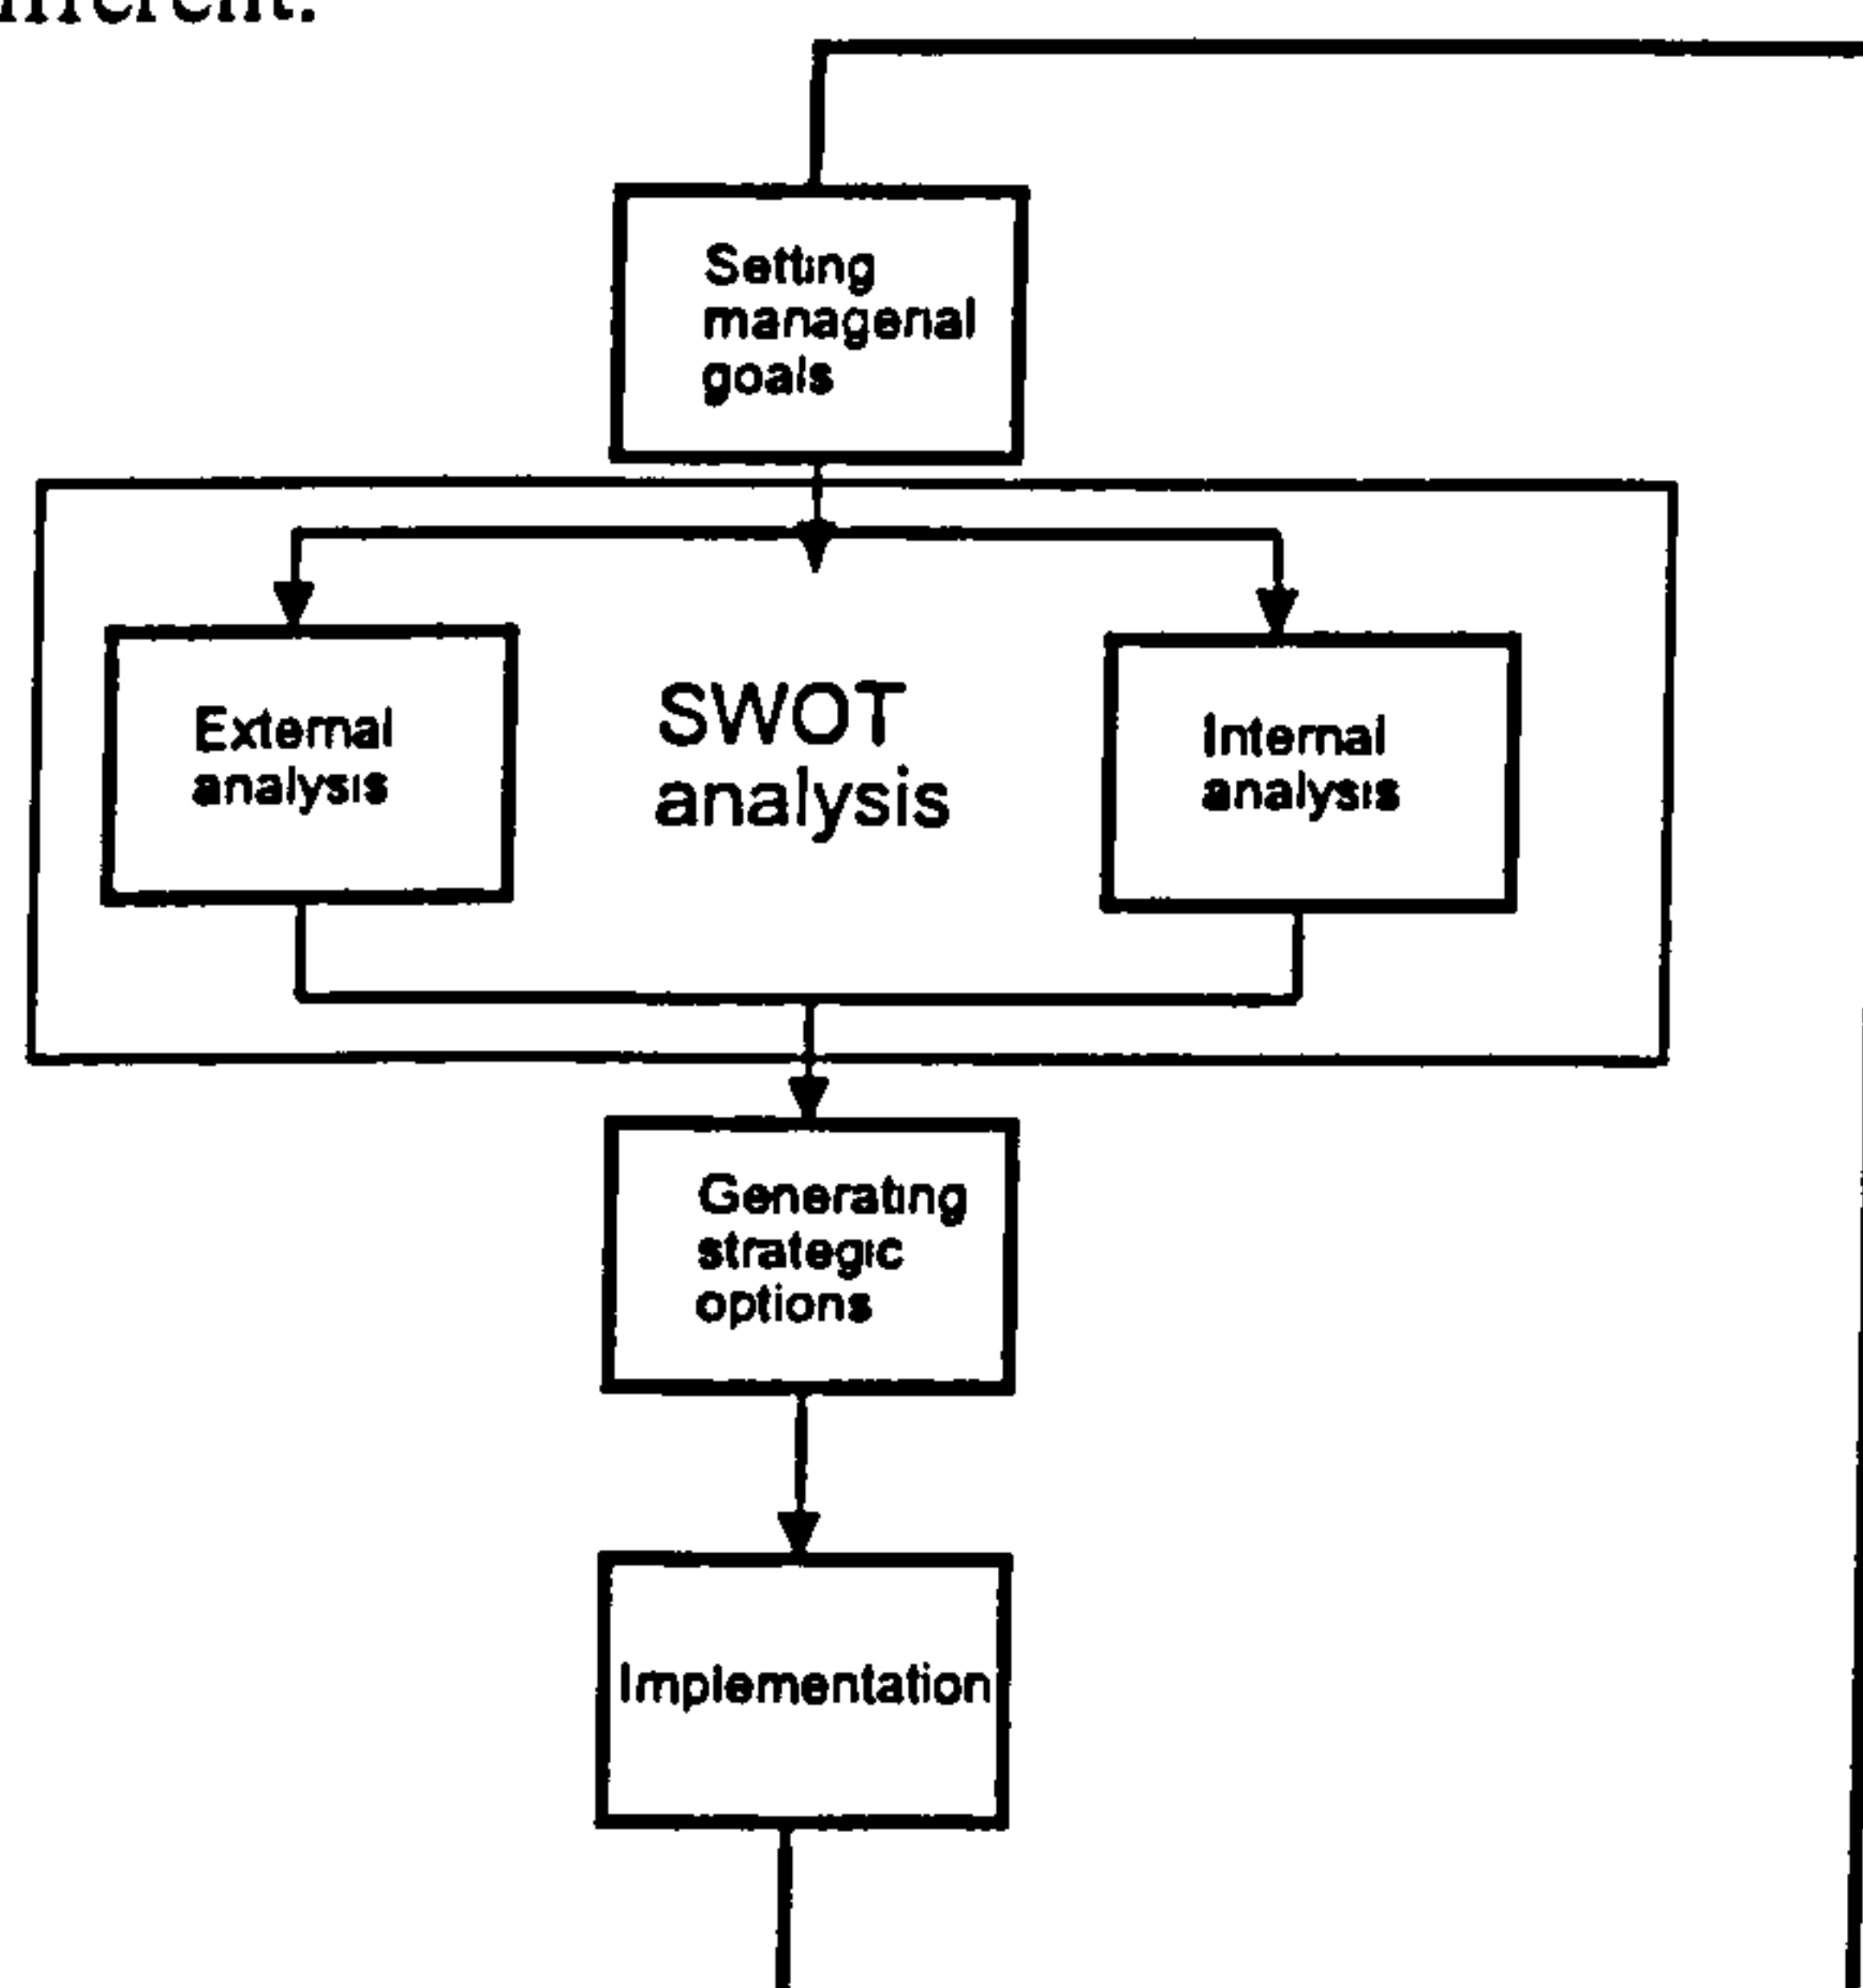 Setting
managerial
goals
External
analysis
SWOT
analysis
Internal
analysis
Generating
strategic
options
Implementation